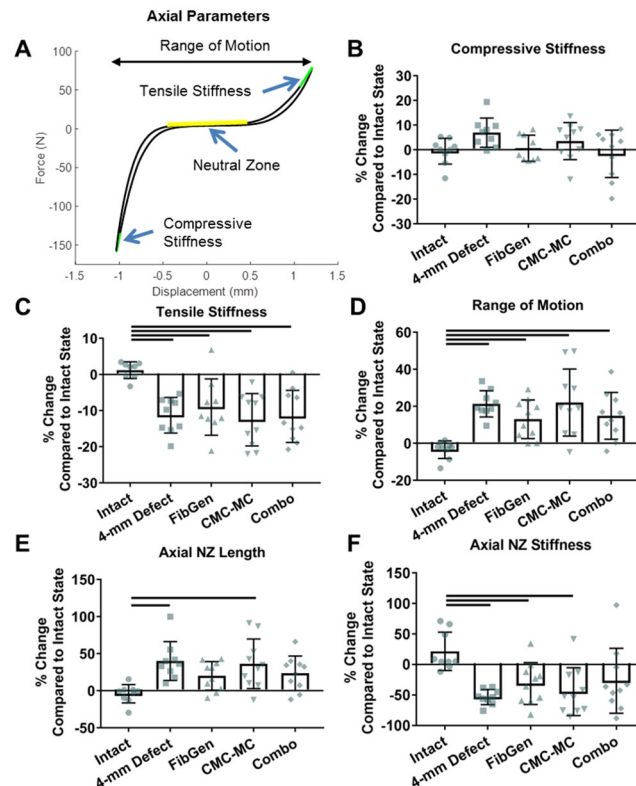 Axial Parameters
A
Range of Motion
Tensile Stiffness
Neutral Zone
Compressive
Stiffness
Force (N)
100
50
0
-50
-100
-150
-1.5
-1
-0.5
0
0.5
1
1.5
Displacement (mm)
B
Compressive Stiffness
% Change
Compared to Intact State
30
20
10
0
-10
-20
-30
Intact
4-mm Defect
FibGen
CMC-MC
Combo
C
Tensile Stiffness
% Change
Compared to Intact State
10
0
-10
-20
-30
Intact
4-mm Defect
FibGen
CMC-MC
Combo
D
Range of Motion
% Change
Compared to Intact State
60
40
20
0
-20
Intact
4-mm Defect
FibGen
CMC-MC
Combo
E
Axial NZ Length
% Change
Compared to Intact State
150
100
50
0
-50
Intact
4-mm Defect
FibGen
CMC-MC
Combo
F
Axial NZ Stiffness
% Change
Compared to Intact State
150
100
50
0
-50
-100
Intact
4-mm Defect
FibGen
CMC-MC
Combo